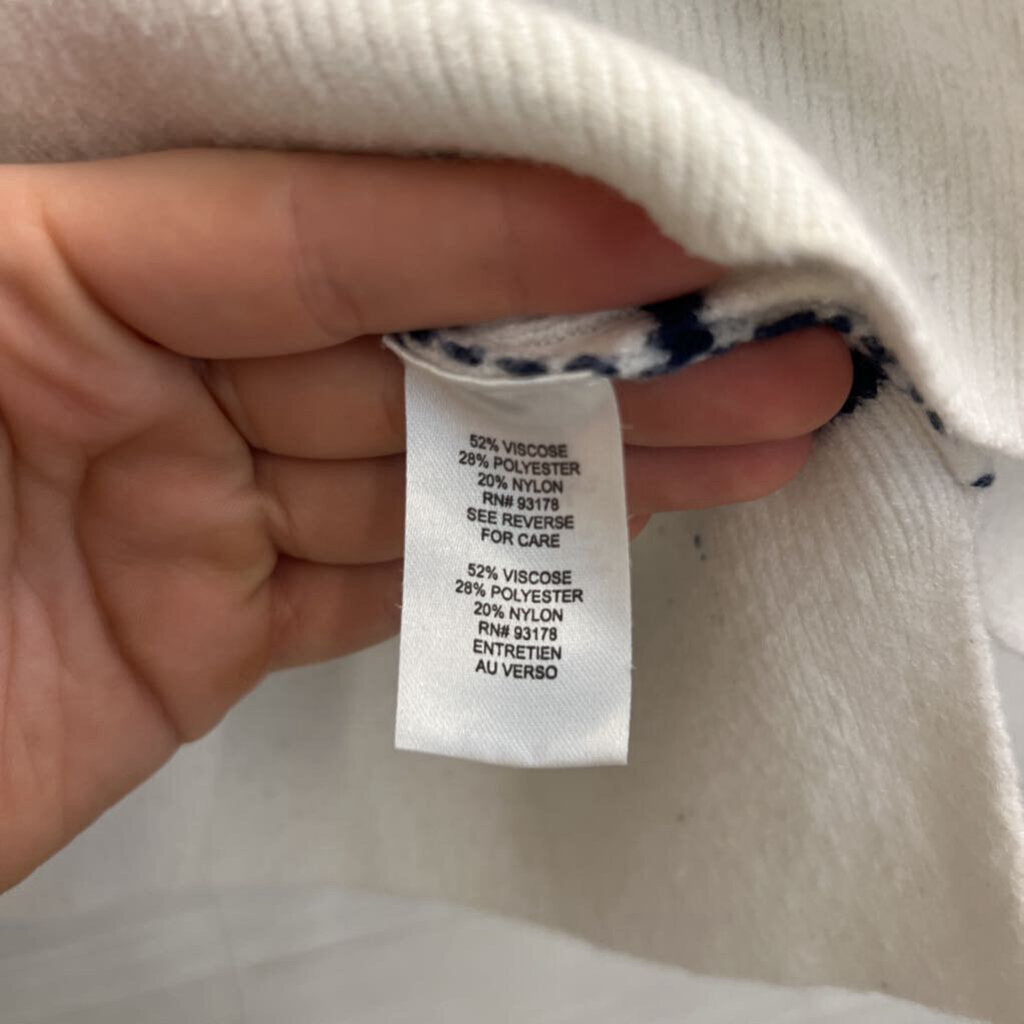 52% VISCOSE
28% POLYESTER
20% NYLON
RN# 93178
SEE REVERSE
FOR CARE
52% VISCOSE
28% POLYESTER
20% NYLON
RN# 93178
ENTRETIEN
AU VERSO